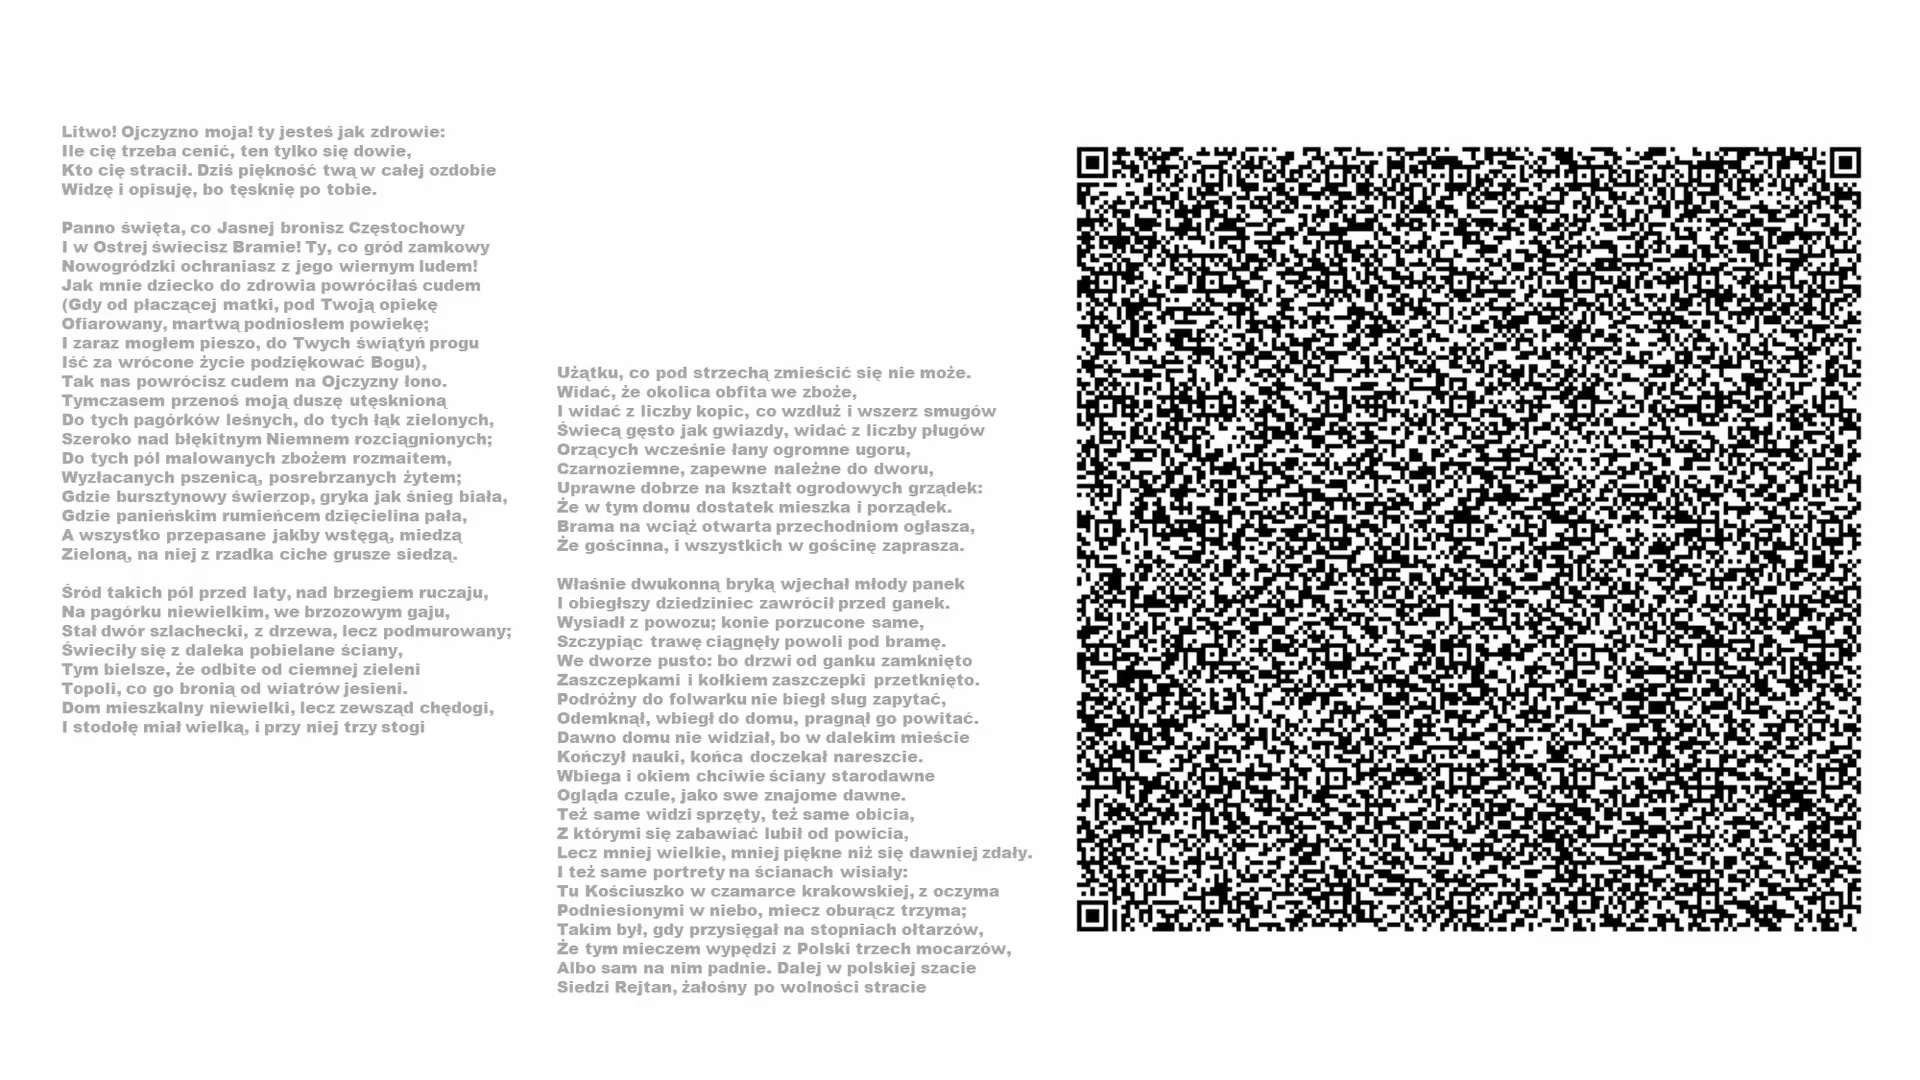 Litwo! Ojczyzno moja! ty jesteś jak zdrowie:
Ile cię trzeba cenić, ten tylko się dowie,
Kto cię stracił. Dziś piękność twą w całej ozdobie
Widzę i opisuję, bo tęsknię po tobie.

Panno święta, co Jasnej bronisz Częstochowy
I w Ostrej świecisz Bramie! Ty, co gród zamkowy
Nowogródzki ochraniasz z jego wiernym ludem!
Jak mnie dziecko do zdrowia powróciłaś cudem
(Gdy od płaczącej matki, pod Twoją opiekę
Ofiarowany, martwą podniosłem powiekę;
I zaraz mogłem pieszo, do Twych świątyń progu
Iść za wrócone życie podziękować Bogu),
Tak nas powrócisz cudem na Ojczyzny łono.
Tymczasem przenoś moją duszę utęsknioną
Do tych pagórków leśnych, do tych łąk zielonych,
Szeroko nad błękitnym Niemnem rozciągnionych;
Do tych pól malowanych zbożem rozmaitem,
Wyzłacanych pszenicą, posrebrzanych żytem;
Gdzie bursztynowy świerzop, gryka jak śnieg biała,
Gdzie panieńskim rumieńcem dzięcielina pała,
A wszystko przepasane jakby wstęgą, miedzą
Zieloną, na niej z rzadka ciche grusze siedzą.

Śród takich pól przed laty, nad brzegiem ruczaju,
Na pagórku niewielkim, we brzozowym gaju,
Stał dwór szlachecki, z drzewa, lecz podmurowany;
Świeciły się z daleka pobielane ściany,
Tym bielsze, że odbite od ciemnej zieleni
Topoli, co go bronią od wiatrów jesieni.
Dom mieszkalny niewielki, lecz zewsząd chędogi,
I stodołę miał wielką, i przy niej trzy stogi

Użątku, co pod strzechą zmieścić się nie może.
Widać, że okolica obfita we zboże,
I widać z liczby kopic, co wzdłuż i wszerz smugów
Świecą gęsto jak gwiazdy, widać z liczby pługów
Orzących wcześnie łany ogromne ugoru,
Czarnoziemne, zapewne należne do dworu,
Uprawne dobrze na kształt ogrodowych grządek:
Że w tym domu dostatek mieszka i porządek.
Brama na wciąż otwarta przechodniom ogłasza,
Że gościnna, i wszystkich w gościnę zaprasza.

Właśnie dwukonną bryką wjechał młody panek
I obiegłszy dziedziniec zawrócił przed ganek.
Wysiadł z powozu; konie porzucone same,
Szczypiąc trawę ciągnęły powoli pod bramę.
We dworze pusto: bo drzwi od ganku zamknięto
Zaszczepkami i kołkiem zaszczepki przetknięto.
Podróżny do folwarku nie biegł sług zapytać,
Odemknął, wbiegł do domu, pragnął go powitać.
Dawno domu nie widział, bo w dalekim mieście
Kończył nauki, końca doczekał nareszcie.
Wbiega i okiem chciwie ściany starodawne
Ogląda czule, jako swe znajome dawne.
Też same widzi sprzęty, też same obicia,
Z którymi się zabawiać lubił od powicia,
Lecz mniej wielkie, mniej piękne niż się dawniej zdały.
I też same portrety na ścianach wisiały:
Tu Kościuszko w czamarce krakowskiej, z oczyma
Podniesionymi w niebo, miecz oburącz trzyma;
Takim był, gdy przysięgał na stopniach ołtarzów,
Że tym mieczem wypędzi z Polski trzech mocarzów,
Albo sam na nim padnie. Dalej w polskiej szacie
Siedzi Rejtan, żałośny po wolności stracie